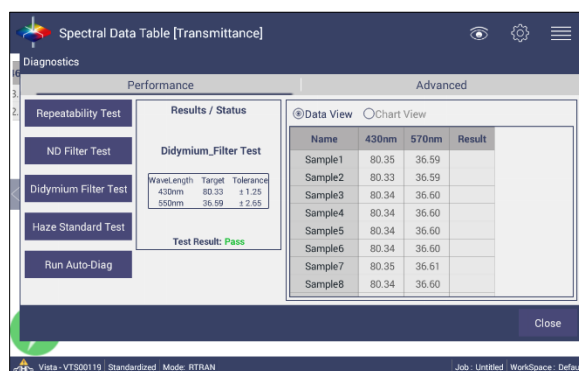 Spectral Data Table [Transmittance]
Diagnostics
Performance Advanced
Repeatability Test
ND Filter Test
Didymium Filter Test
Haze Standard Test
Run Auto-Diag
Results / Status
Didymium_Filter Test
WaveLength Target Tolerance
430nm 80.33 ± 1.25
550nm 36.59 ± 2.65
Test Result: Pass
Data View Chart View
Name 430nm 570nm Result
Sample1 80.35 36.59
Sample2 80.33 36.59
Sample3 80.34 36.60
Sample4 80.34 36.60
Sample5 80.34 36.60
Sample6 80.34 36.60
Sample7 80.35 36.61
Sample8 80.34 36.60
Close
Vista - VTS00119 Standardized Mode: RTRAN Job : Untitled WorkSpace : Defau